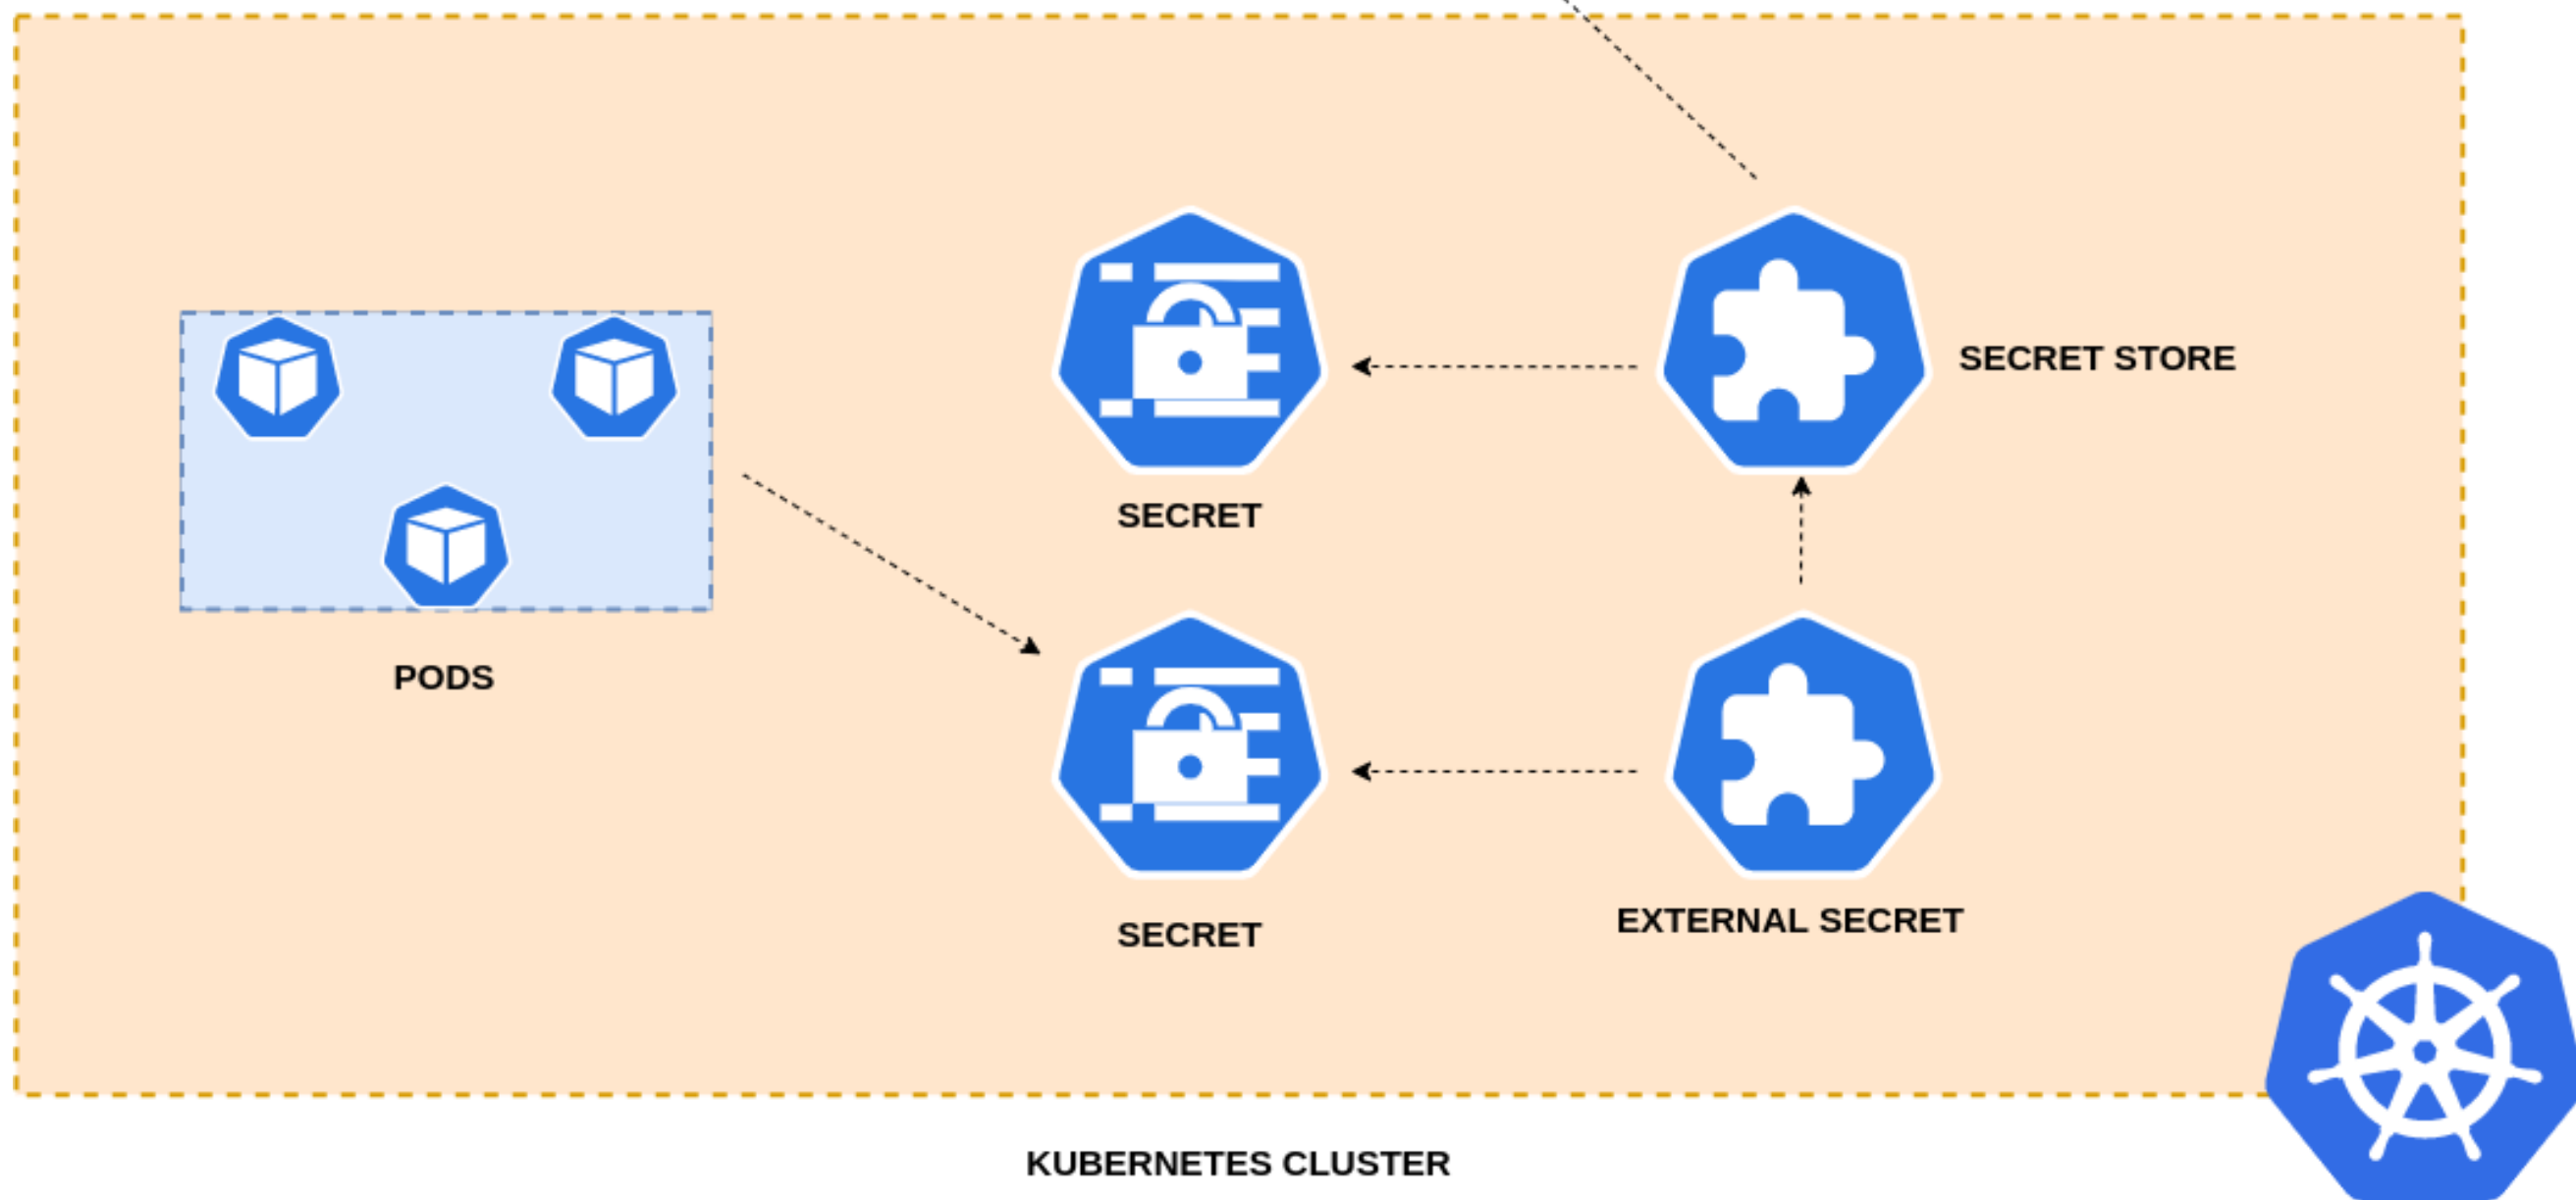 SECRET STORE
SECRET
PODS
EXTERNAL SECRET
SECRET
KUBERNETES CLUSTER